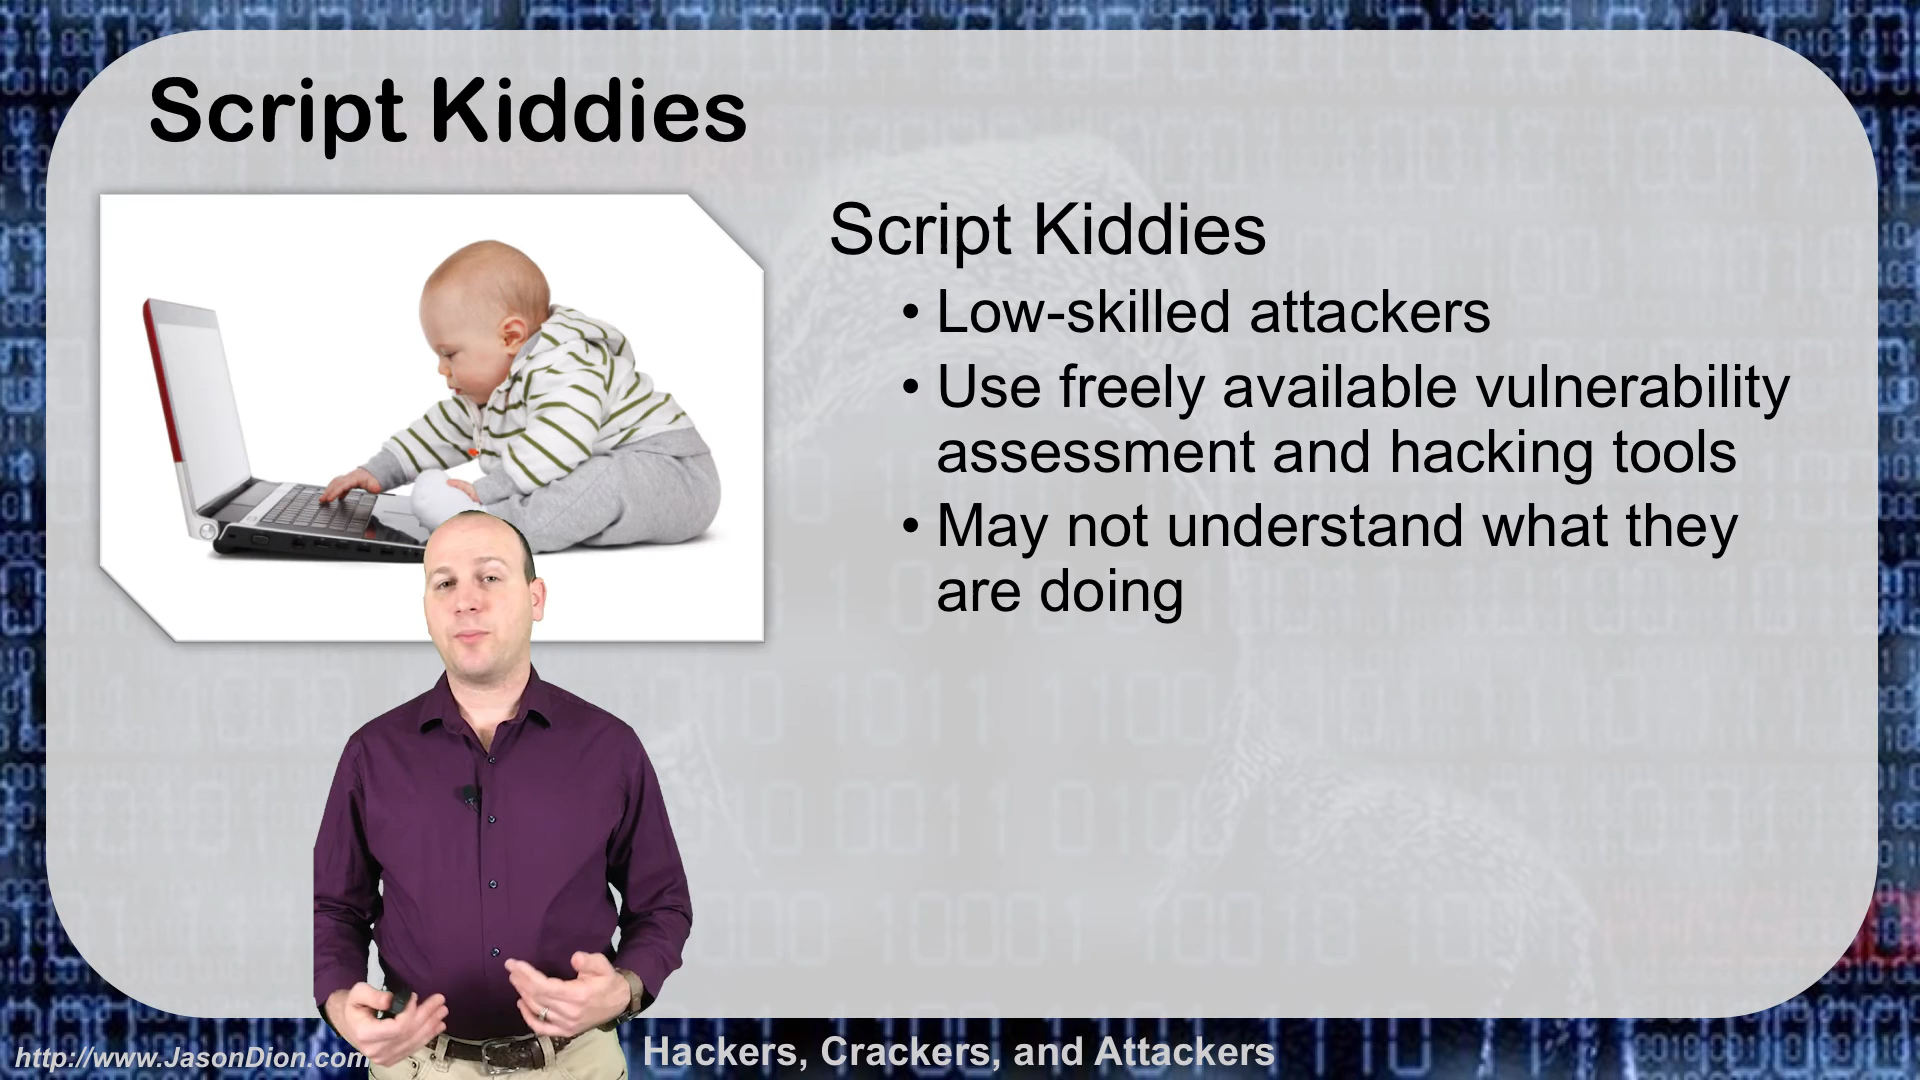 Script Kiddies
Script Kiddies
• Low-skilled attackers
• Use freely available vulnerability
assessment and hacking tools
• May not understand what they
are doing
http://www.JasonDion.com
Hackers, Crackers, and Attackers